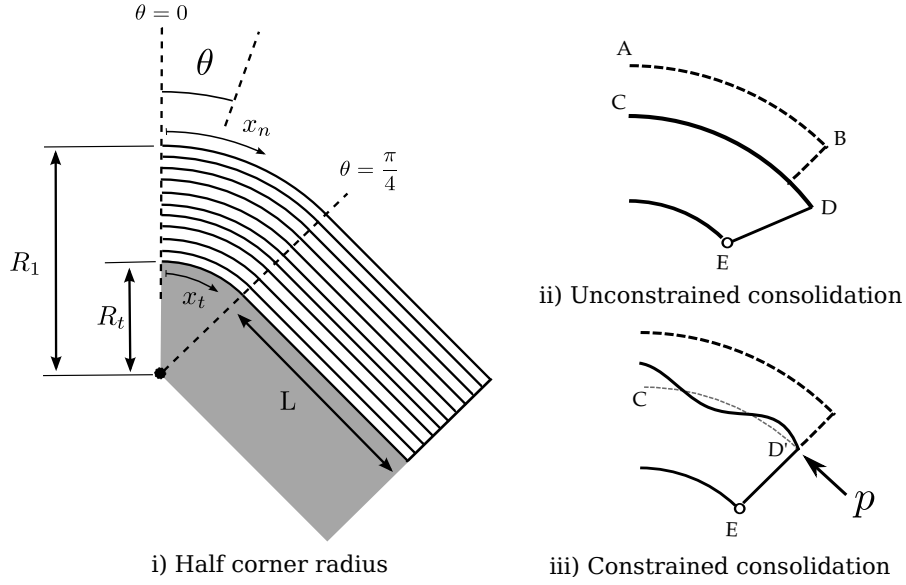 θ = 0
θ
x_n
θ = π/4
R_1
R_t
x_t
L
i) Half corner radius
A
B
C
D
E
ii) Unconstrained consolidation
C
D'
p
E
iii) Constrained consolidation